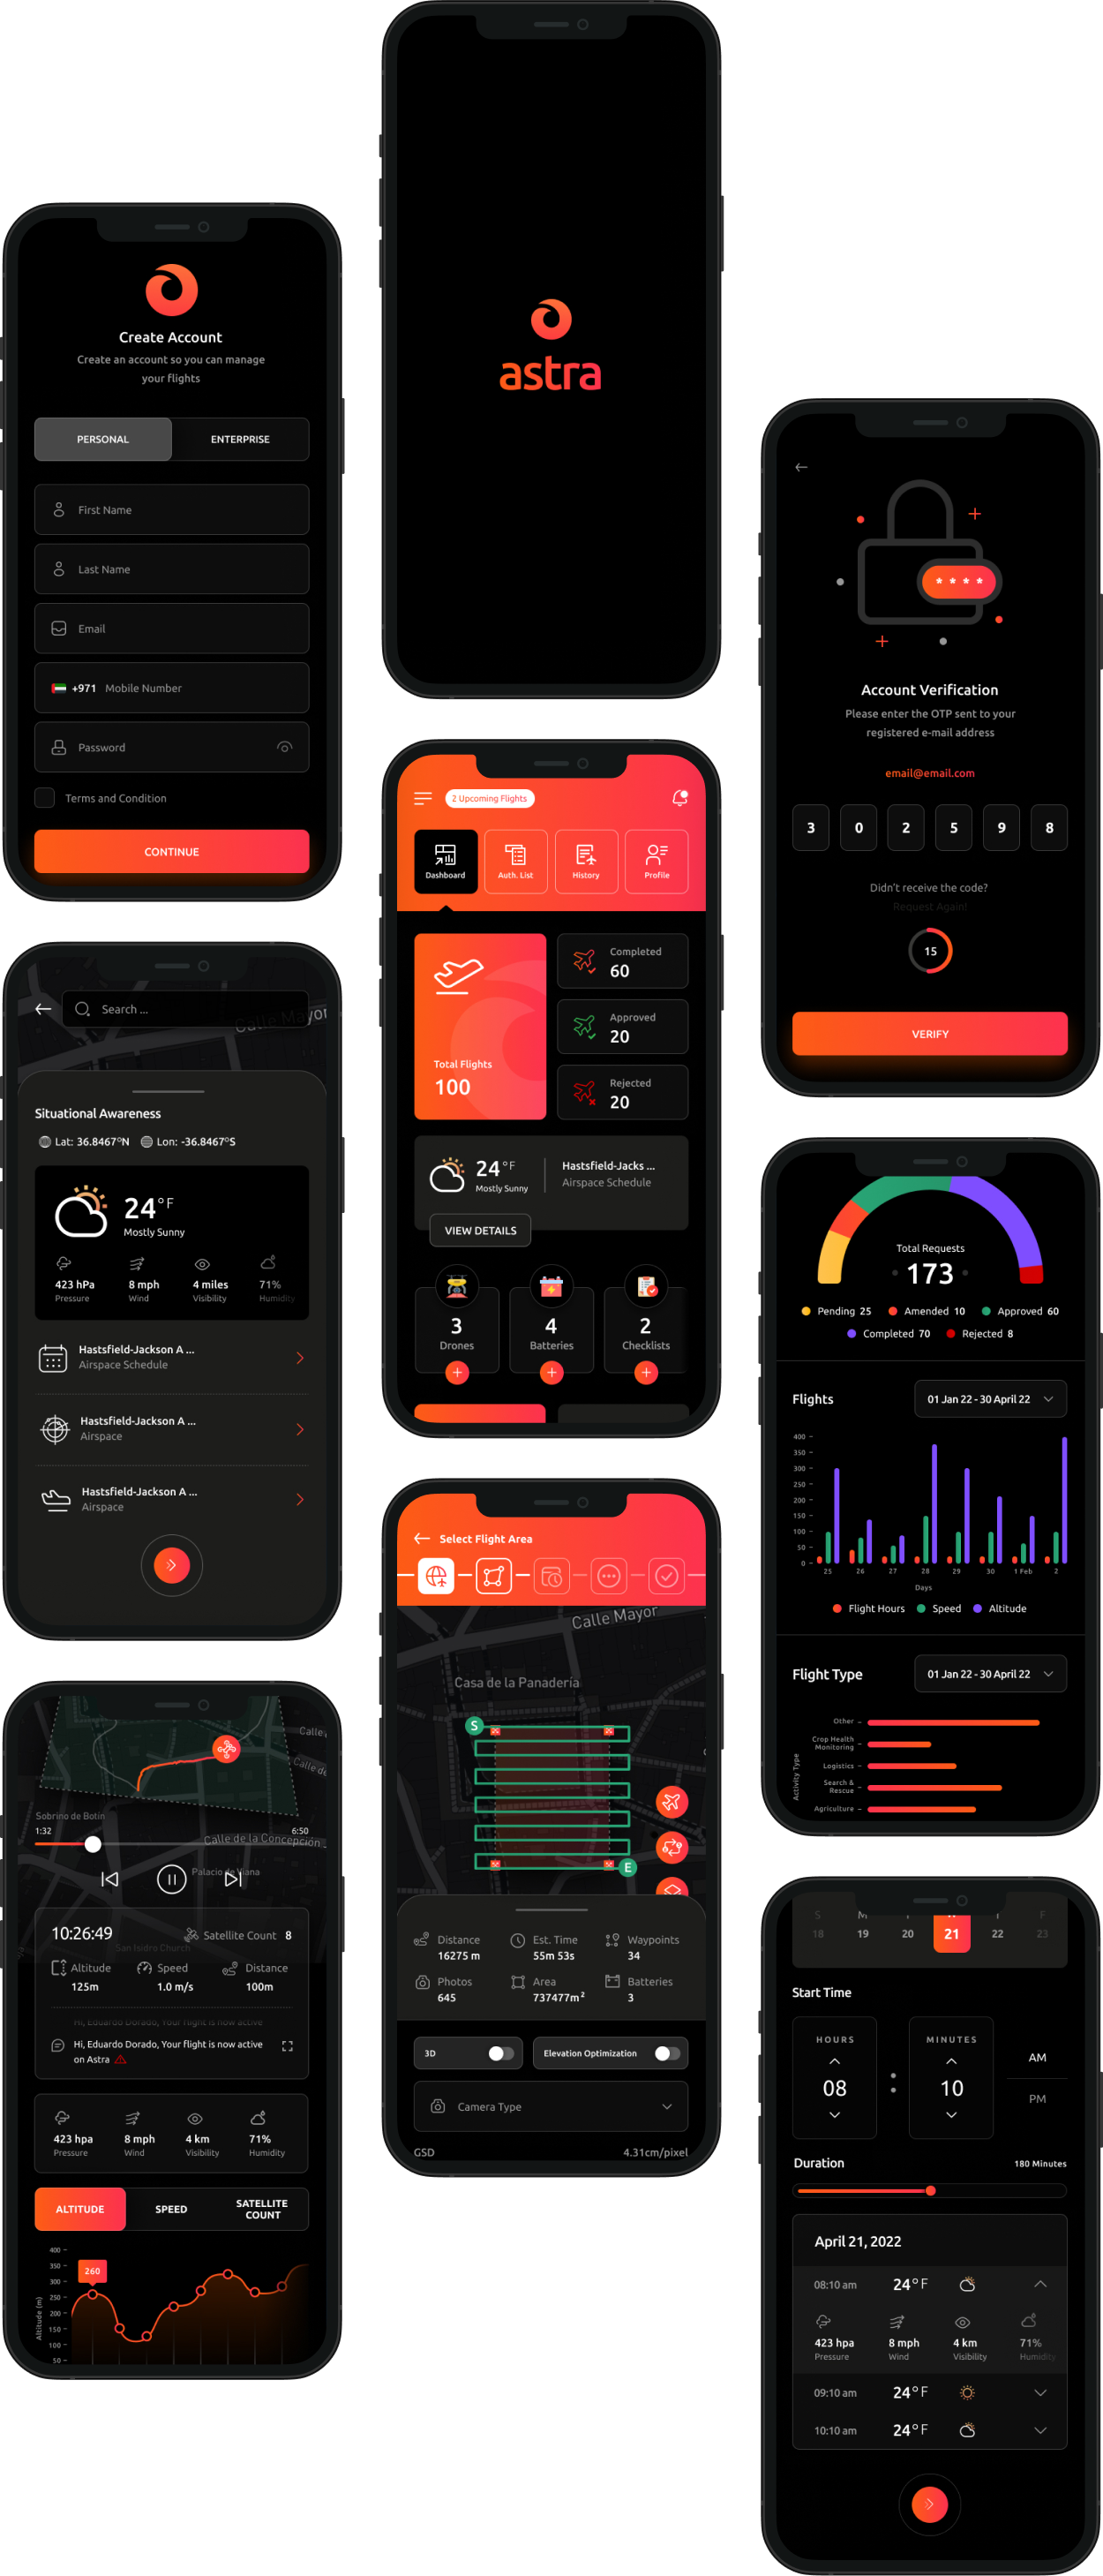 astra
Create Account
Create an account so you can manage
your flights
PERSONAL
ENTERPRISE
First Name
Last Name
Email
+971 Mobile Number
Password
Terms and Condition
CONTINUE
Account Verification
Please enter the OTP sent to your
registered e-mail address
email@email.com
3 0 2 5 9 8
Didn't receive the code?
Request Again!
15
VERIFY
2 Upcoming Flights
Dashboard
Auth. List
History
Profile
Total Flights
100
Completed
60
Approved
20
Rejected
20
24°F
Mostly Sunny
Hastsfield-Jacks ...
Airspace Schedule
VIEW DETAILS
3
Drones
4
Batteries
2
Checklists
Search ...
Calle Mayor
Situational Awareness
Lat: 36.8467°N
Lon: -36.8467°S
24°F
Mostly Sunny
423 hPa
Pressure
8 mph
Wind
4 miles
Visibility
71%
Humidity
Hastsfield-Jackson A ...
Airspace Schedule
Hastsfield-Jackson A ...
Airspace
Hastsfield-Jackson A ...
Airspace
Total Requests
173
Pending 25
Amended 10
Approved 60
Completed 70
Rejected 8
Flights
01 Jan 22 - 30 April 22
400
350
300
250
200
150
100
50
0
25 26 27 28 29 30 1 Feb 2
Days
Flight Hours
Speed
Altitude
Flight Type
01 Jan 22 - 30 April 22
Activity Type
Other
Crop Health
Monitoring
Logistics
Search &
Rescue
Agriculture
Select Flight Area
Calle Mayor
Casa de la Panadería
S
E
Distance
16275 m
Est. Time
55m 53s
Waypoints
34
Photos
645
Area
737477m²
Batteries
3
3D
Elevation Optimization
Camera Type
GSD
4.31cm/pixel
Calle
Calle de
Sobrino de Botin
1:32
6:50
Calle de la Concepción
Palacio de Viana
10:26:49
Satellite Count 8
San Isidro Church
Altitude
125m
Speed
1.0 m/s
Distance
100m
Hi, Eduardo Dorado, Your flight is now active
Hi, Eduardo Dorado, Your flight is now active
on Astra
423 hpa
Pressure
8 mph
Wind
4 km
Visibility
71%
Humidity
ALTITUDE
SPEED
SATELLITE
COUNT
Altitude (m)
400
350
300
250
200
150
100
50
260
S M T F
18 19 20 21 22 23
Start Time
HOURS
08
:
MINUTES
10
AM
PM
Duration
180 Minutes
April 21, 2022
08:10 am
24°F
423 hpa
Pressure
8 mph
Wind
4 km
Visibility
71%
Humidity
09:10 am
24°F
10:10 am
24°F